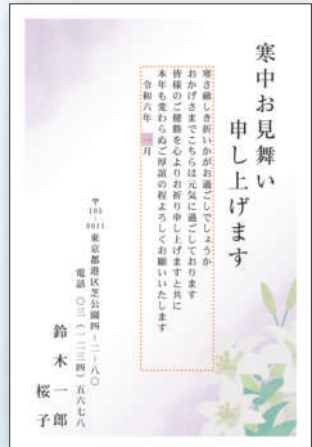 寒中お見舞い
申し上げます
寒さ厳しき折いかがお過ごしでしょうか
おかげさまでこちらは元気に過ごしております
皆様のご健勝を心よりお祈り申し上げますと共に
本年も変わらぬご厚誼の程よろしくお願いいたします
令和六年 一月
〒105-0011 東京都港区芝公園四-二-八〇
電話 〇三(一二三四)五六七八
鈴木一郎
桜子